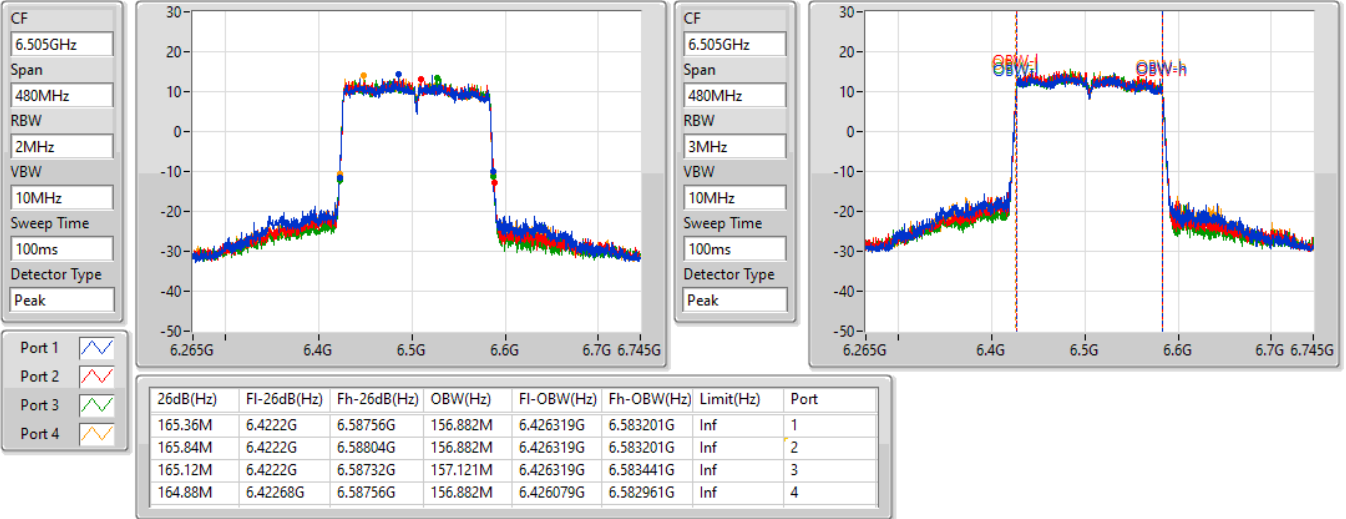 CF
6.505GHz
Span
480MHz
RBW
2MHz
VBW
10MHz
Sweep Time
100ms
Detector Type
Peak
30
20
10
0
-10
-20
-30
-40
-50
6.265G 6.4G 6.5G 6.6G 6.7G 6.745G
CF
6.505GHz
Span
480MHz
RBW
3MHz
VBW
10MHz
Sweep Time
100ms
Detector Type
Peak
30
20
10
0
-10
-20
-30
-40
-50
OBW-l OBW-h
6.265G 6.4G 6.5G 6.6G 6.7G 6.745G
Port 1
Port 2
Port 3
Port 4
26dB(Hz) Fl-26dB(Hz) Fh-26dB(Hz) OBW(Hz) Fl-OBW(Hz) Fh-OBW(Hz) Limit(Hz) Port
165.36M 6.4222G 6.58756G 156.882M 6.426319G 6.583201G Inf 1
165.84M 6.4222G 6.58804G 156.882M 6.426319G 6.583201G Inf 2
165.12M 6.4222G 6.58732G 157.121M 6.426319G 6.583441G Inf 3
164.88M 6.42268G 6.58756G 156.882M 6.426079G 6.582961G Inf 4